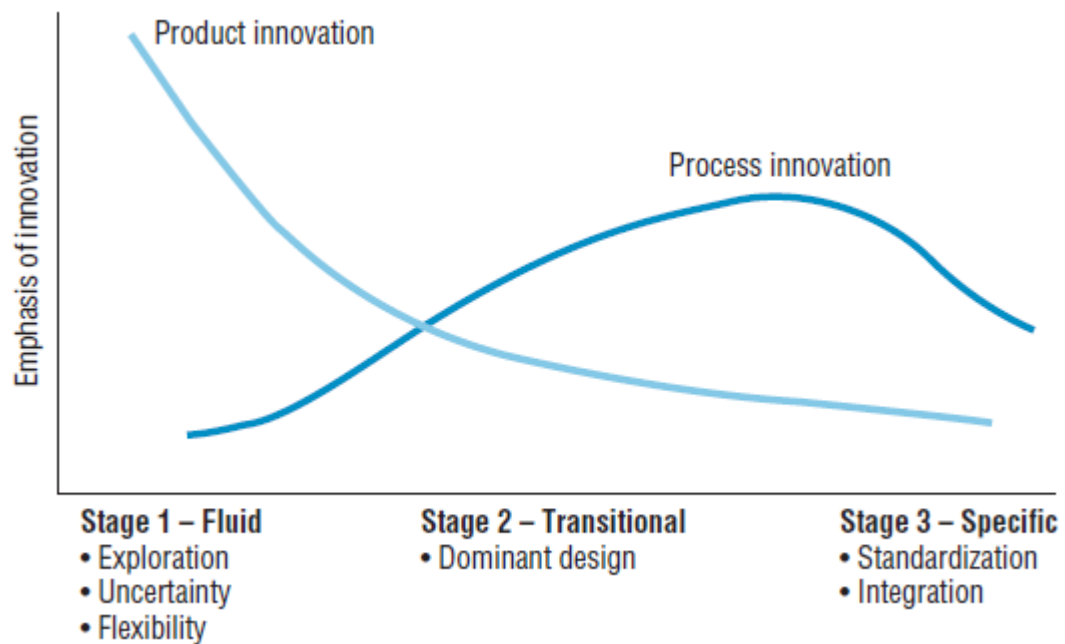 Product innovation
Process innovation
Emphasis of innovation
Stage 1 – Fluid
• Exploration
• Uncertainty
• Flexibility
Stage 2 – Transitional
• Dominant design
Stage 3 – Specific
• Standardization
• Integration